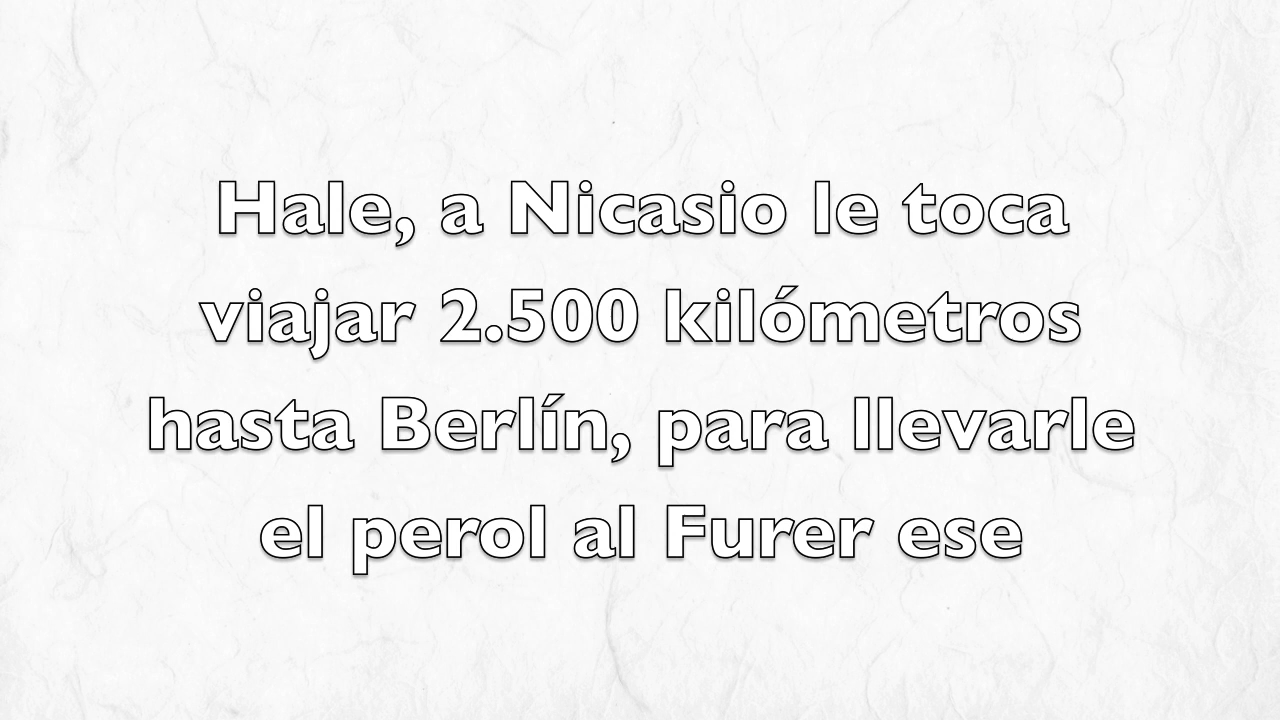 Hale, a Nicasio le toca
viajar 2.500 kilómetros
hasta Berlín, para llevarle
el perol al Furer ese